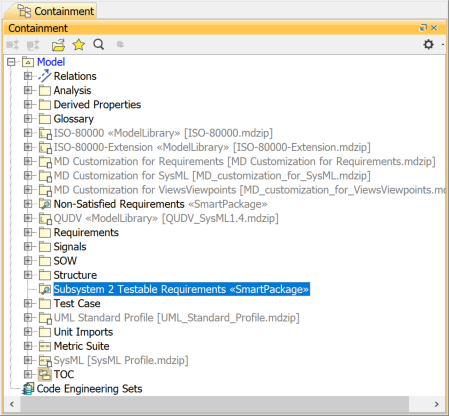 Containment
Containment
Model
Relations
Analysis
Derived Properties
Glossary
ISO-80000 «ModelLibrary» [ISO-80000.mdzip]
ISO-80000-Extension «ModelLibrary» [ISO-80000.mdzip]
MD Customization for Requirements [MD Customization for Requirements.mdzip]
MD Customization for SysML [MD_customization_for_SysML.mdzip]
MD Customization for ViewsViewpoints [MD_customization_for_ViewsViewpoints.md
Non-Satisfied Requirements «SmartPackage»
QUDV «ModelLibrary» [QUDV_SysML1.4.mdzip]
Requirements
Signals
SOW
Structure
Subsystem 2 Testable Requirements «SmartPackage»
Test Case
UML Standard Profile [UML_Standard_Profile.mdzip]
Unit Imports
Metric Suite
SysML [SysML Profile.mdzip]
TOC
Code Engineering Sets